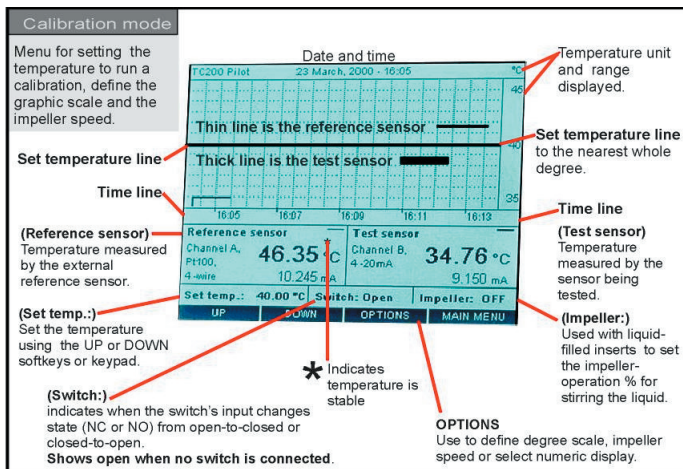 Calibration mode
Menu for setting the
temperature to run a
calibration, define the
graphic scale and the
impeller speed.
Date and time
Temperature unit
and range
displayed.
TC200 Pilot 23 March, 2000 - 16:05 °C
45
Thin line is the reference sensor
Set temperature line
40
Set temperature line
to the nearest whole
degree.
Thick line is the test sensor
35
Time line
16:05 16:07 16:09 16:11 16:13
Time line
(Reference sensor)
Temperature measured
by the external
reference sensor.
Reference sensor
Channel A,
Pt100,
4-wire
46.35 °C
*
10.245 mA
Test sensor
Channel B,
4-20mA
34.76 °C
9.150 mA
(Test sensor)
Temperature
measured by the
sensor being
tested.
Set temp.: 40.00 °C Switch: Open Impeller: OFF
UP DOWN OPTIONS MAIN MENU
(Set temp.:)
Set the temperature
using the UP or DOWN
softkeys or keypad.
(Impeller:)
Used with liquid-
filled inserts to set
the impeller-
operation % for
stirring the liquid.
* Indicates
temperature is
stable
(Switch:)
indicates when the switch's input changes
state (NC or NO) from open-to-closed or
closed-to-open.
Shows open when no switch is connected.
OPTIONS
Use to define degree scale, impeller
speed or select numeric display.